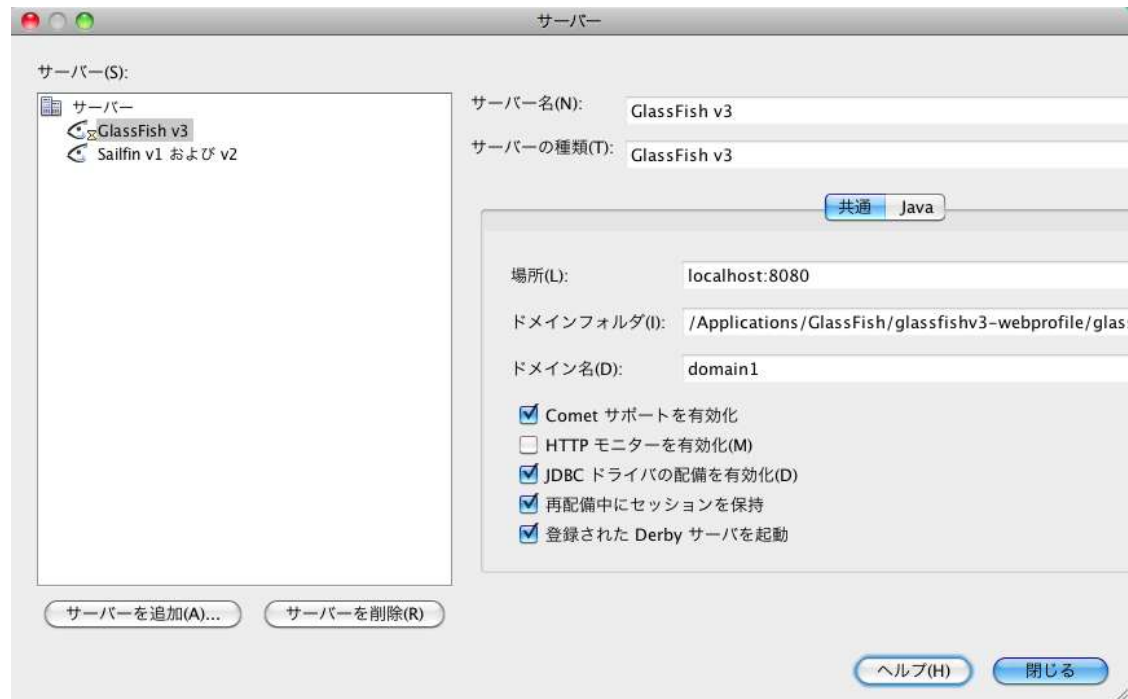 サーバー
サーバー(S):
サーバー
GlassFish v3
Sailfin v1 および v2
サーバーを追加(A)...
サーバーを削除(R)
サーバー名(N): GlassFish v3
サーバーの種類(T): GlassFish v3
共通 Java
場所(L): localhost:8080
ドメインフォルダ(I): /Applications/GlassFish/glassfishv3-webprofile/glas
ドメイン名(D): domain1
Comet サポートを有効化
HTTP モニターを有効化(M)
JDBC ドライバの配備を有効化(D)
再配備中にセッションを保持
登録された Derby サーバを起動
ヘルプ(H) 閉じる